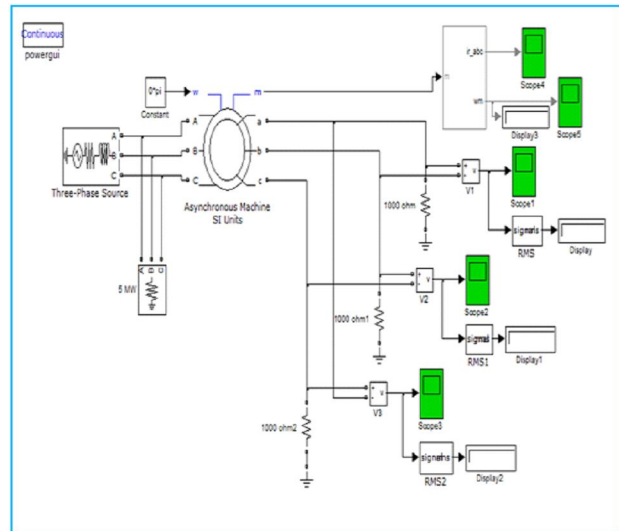 Continuous
powergui
0*pi
Constant
w
m
A
B
C
a
b
c
A
B
C
Three-Phase Source
A
B
C
Asynchronous Machine
SI Units
A
B
C
5 MW
m
ir_abc
wm
Scope4
Display3
Scope5
1000 ohm
+
-
v
V1
Scope1
RMS
Display
1000 ohm1
+
-
v
V2
Scope2
RMS1
Display1
1000 ohm2
+
-
v
V3
Scope3
RMS2
Display2